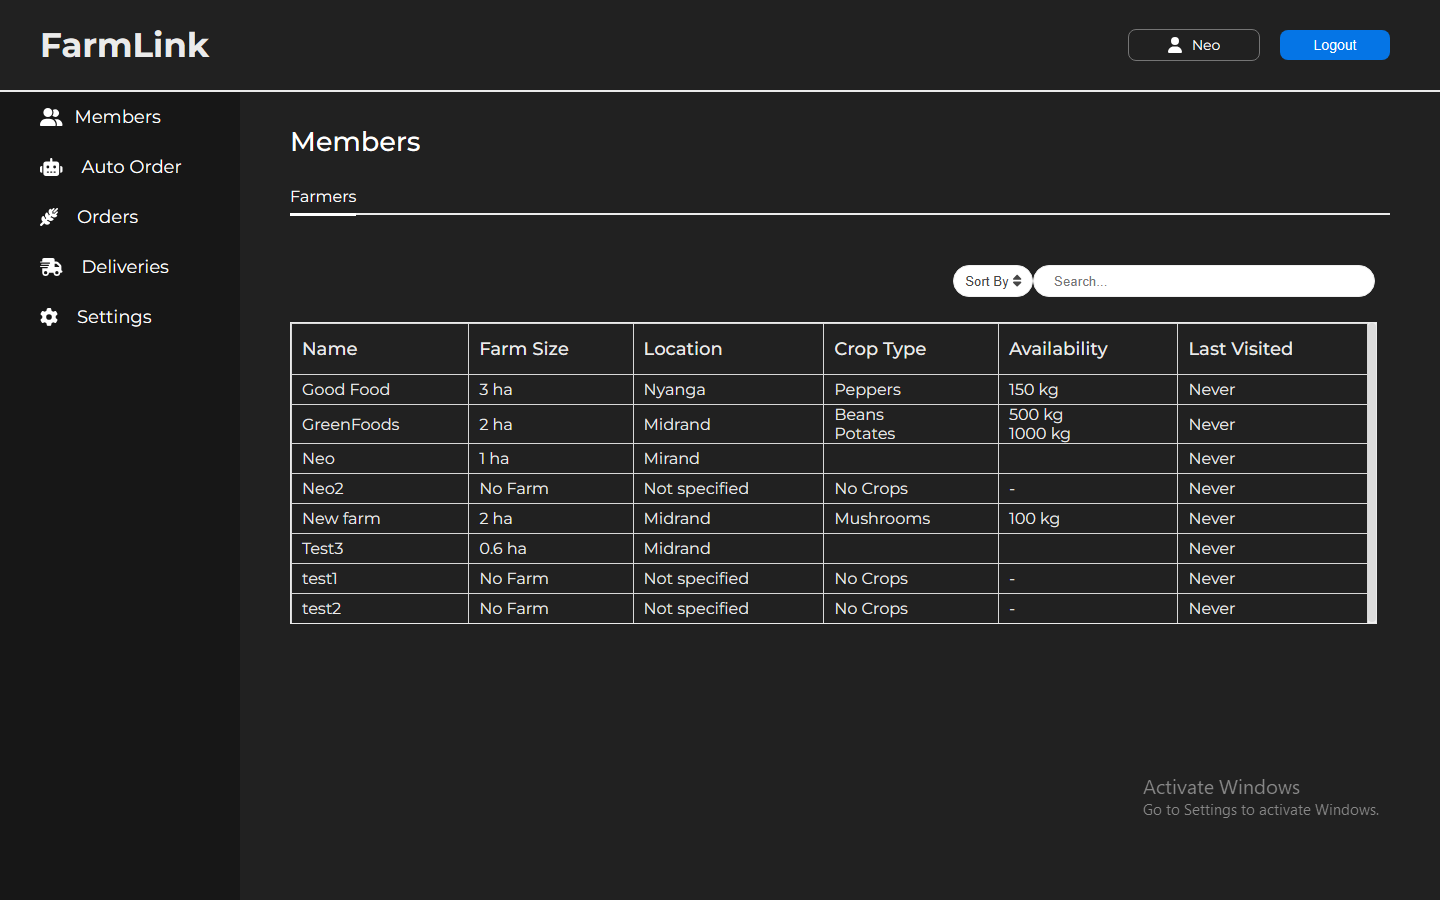 FarmLink
Neo
Logout
Members
Auto Order
Orders
Deliveries
Settings
Members
Farmers
Sort By
Search...
Name Farm Size Location Crop Type Availability Last Visited
Good Food 3 ha Nyanga Peppers 150 kg Never
GreenFoods 2 ha Midrand Beans 500 kg Never
Potates 1000 kg
Neo 1 ha Mirand Never
Neo2 No Farm Not specified No Crops - Never
New farm 2 ha Midrand Mushrooms 100 kg Never
Test3 0.6 ha Midrand Never
test1 No Farm Not specified No Crops - Never
test2 No Farm Not specified No Crops - Never
Activate Windows
Go to Settings to activate Windows.